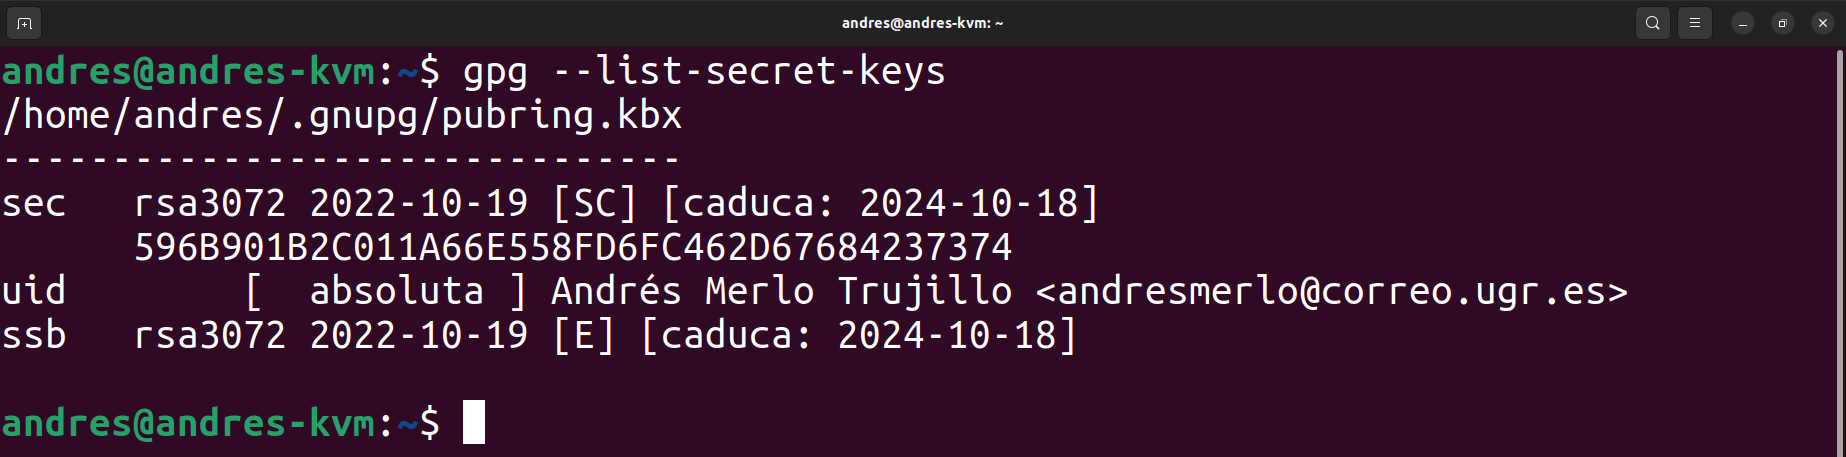 andres@andres-kvm: ~
andres@andres-kvm:~$ gpg --list-secret-keys
/home/andres/.gnupg/pubring.kbx
-------------------------------
sec   rsa3072 2022-10-19 [SC] [caduca: 2024-10-18]
      596B901B2C011A66E558FD6FC462D67684237374
uid        [  absoluta ] Andrés Merlo Trujillo <andresmerlo@correo.ugr.es>
ssb   rsa3072 2022-10-19 [E] [caduca: 2024-10-18]
andres@andres-kvm:~$